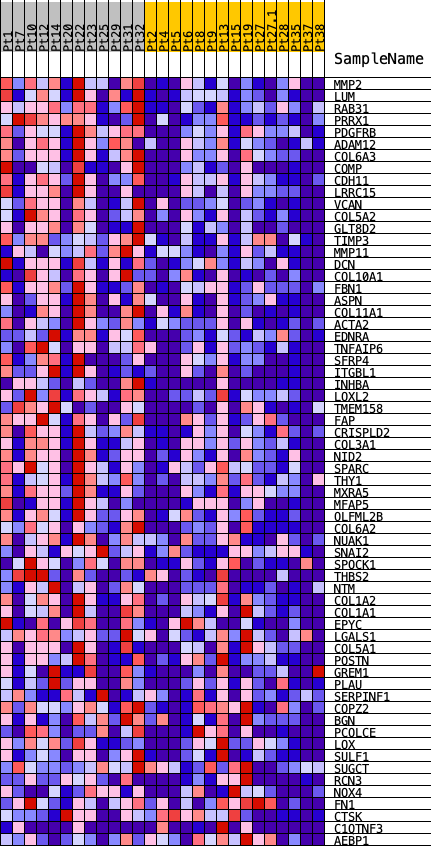 Pt1
Pt7
Pt10
Pt12
Pt14
Pt20
Pt22
Pt23
Pt25
Pt29
Pt31
Pt32
Pt2
Pt4
Pt5
Pt6
Pt8
Pt9
Pt13
Pt15
Pt19
Pt27
Pt27.1
Pt28
Pt35
Pt37
Pt38
SampleName
MMP2
LUM
RAB31
PRRX1
PDGFRB
ADAM12
COL6A3
COMP
CDH11
LRRC15
VCAN
COL5A2
GLT8D2
TIMP3
MMP11
DCN
COL10A1
FBN1
ASPN
COL11A1
ACTA2
EDNRA
TNFAIP6
SFRP4
ITGBL1
INHBA
LOXL2
TMEM158
FAP
CRISPLD2
COL3A1
NID2
SPARC
THY1
MXRA5
MFAP5
OLFML2B
COL6A2
NUAK1
SNAI2
SPOCK1
THBS2
NTM
COL1A2
COL1A1
EPYC
LGALS1
COL5A1
POSTN
GREM1
PLAU
SERPINF1
COPZ2
BGN
PCOLCE
LOX
SULF1
SUGCT
RCN3
NOX4
FN1
CTSK
C1QTNF3
AEBP1